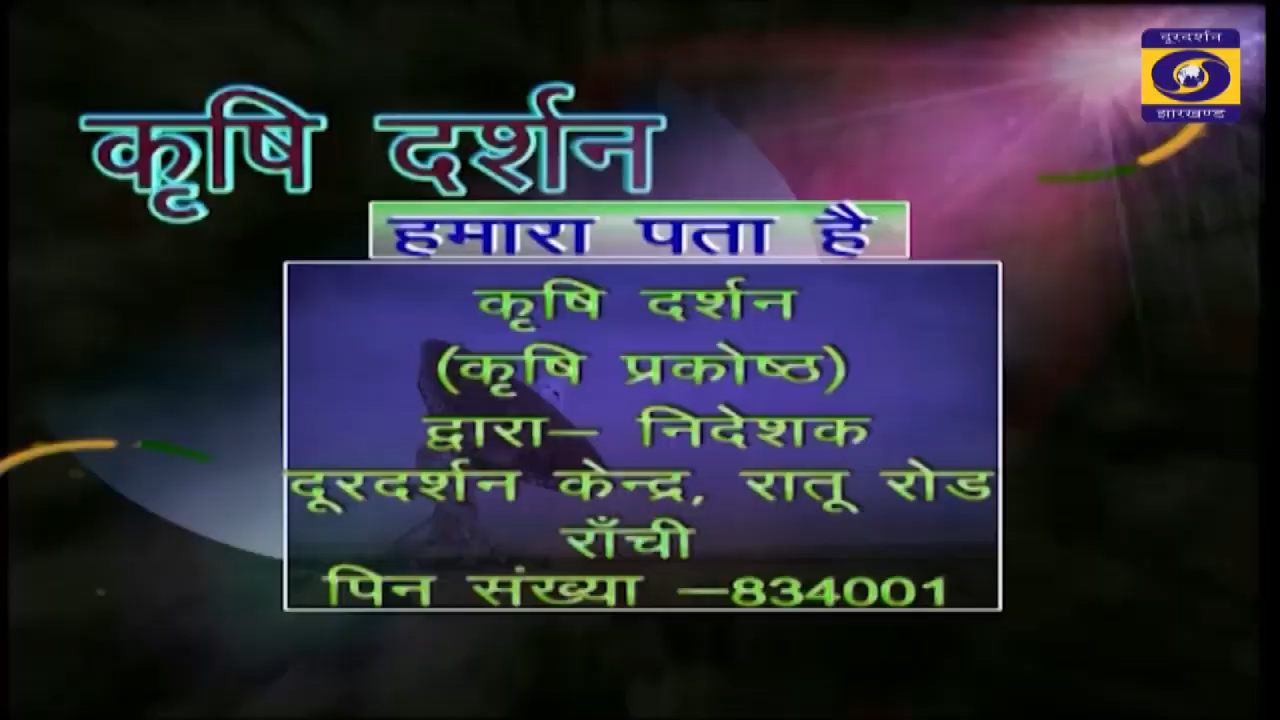 दूरदर्शन
झारखण्ड
कृषि दर्शन
हमारा पता है
कृषि दर्शन
(कृषि प्रकोष्ठ)
द्वारा– निदेशक
दूरदर्शन केन्द्र, रातू रोड
राँची
पिन संख्या –834001